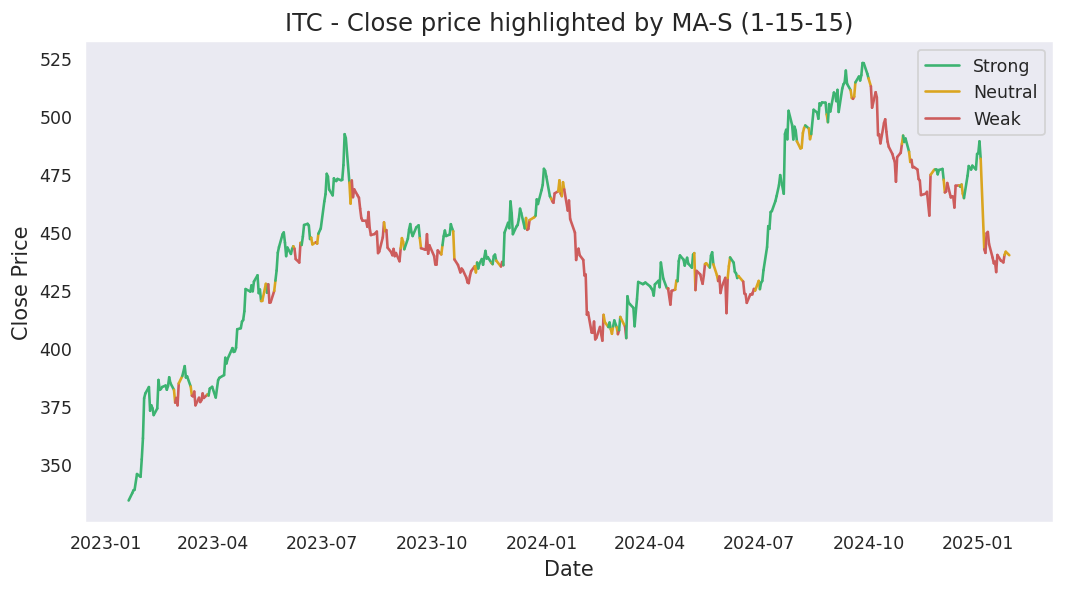 ITC - Close price highlighted by MA-S (1-15-15)
Strong
Neutral
Weak
Close Price
525
500
475
450
425
400
375
350
2023-01 2023-04 2023-07 2023-10 2024-01 2024-04 2024-07 2024-10 2025-01
Date